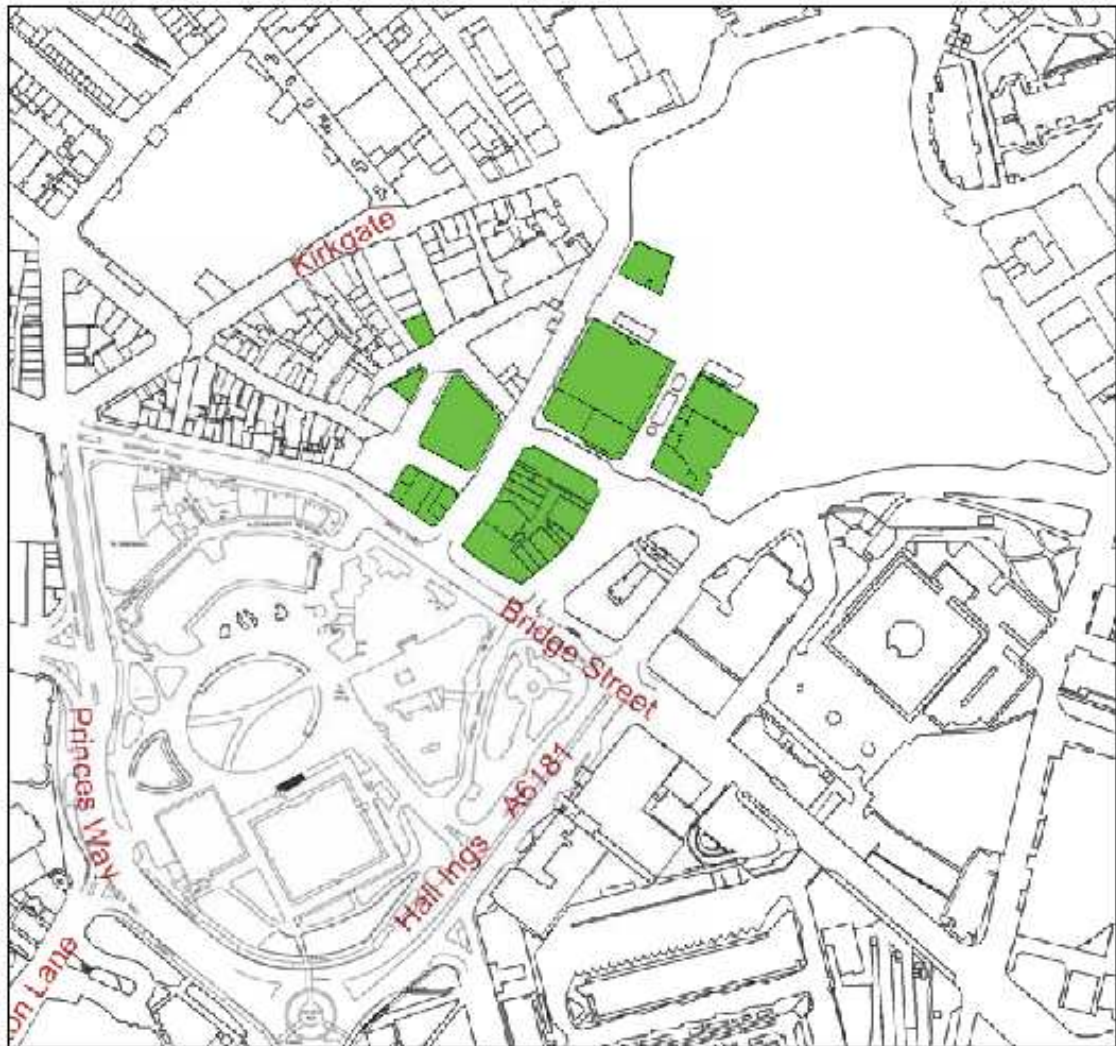 Kirkgate
Bridge Street
Princes Way
A6181
Hall Ings
on Lane